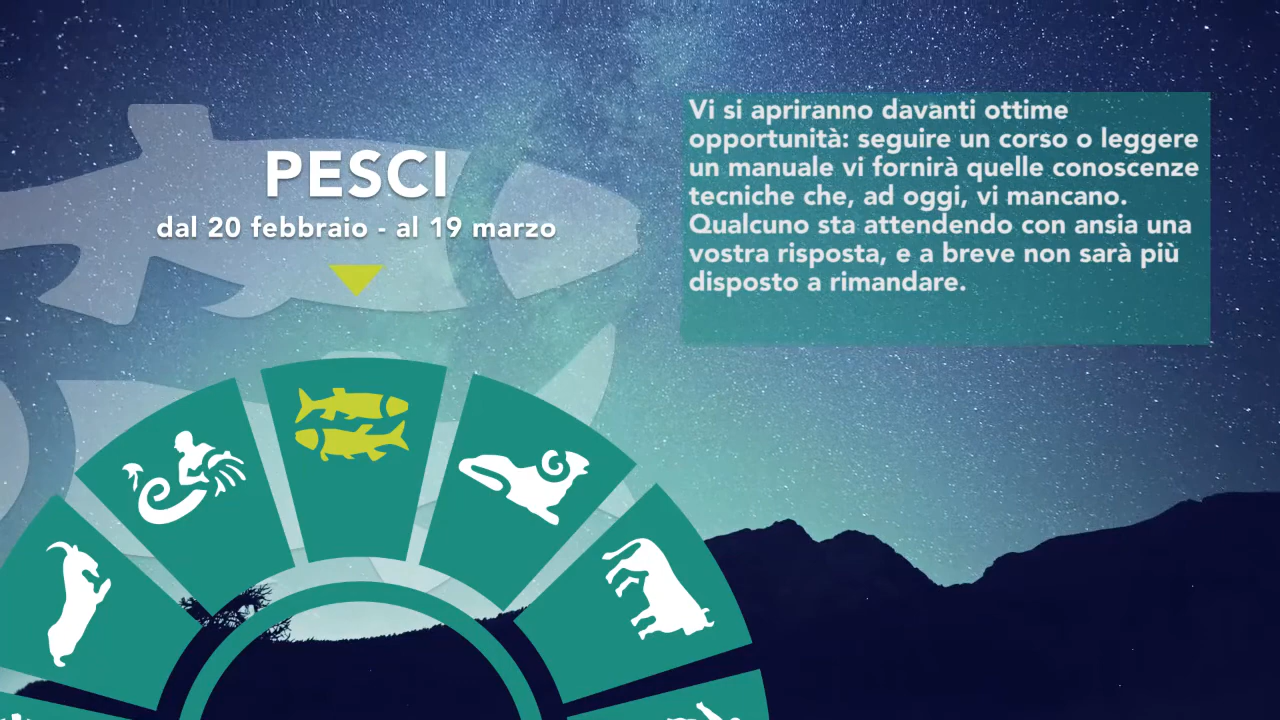 PESCI
dal 20 febbraio - al 19 marzo
Vi si apriranno davanti ottime
opportunità: seguire un corso o leggere
un manuale vi fornirà quelle conoscenze
tecniche che, ad oggi, vi mancano.
Qualcuno sta attendendo con ansia una
vostra risposta, e a breve non sarà più
disposto a rimandare.